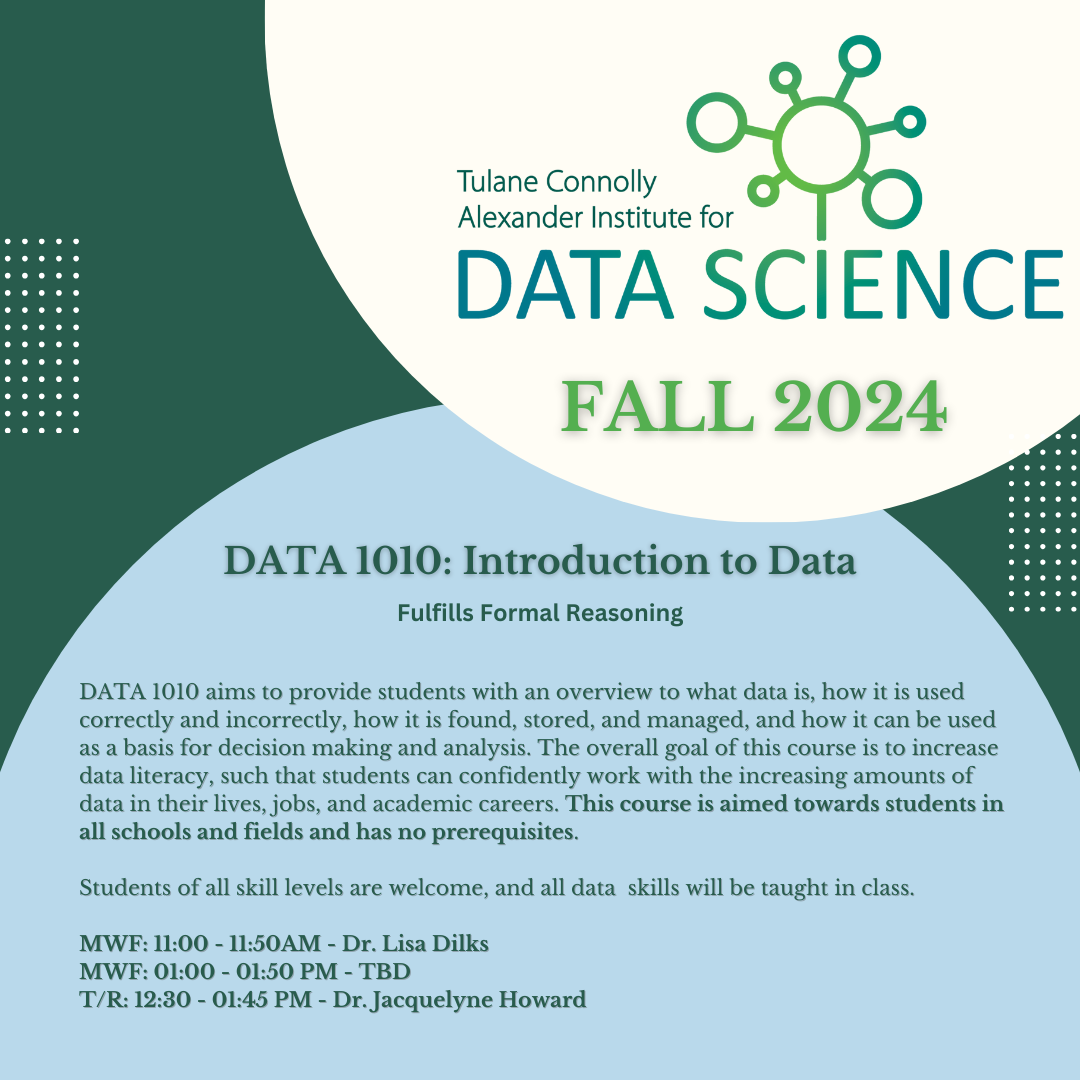 Tulane Connolly
Alexander Institute for
DATA SCIENCE
FALL 2024
DATA 1010: Introduction to Data
Fulfills Formal Reasoning
DATA 1010 aims to provide students with an overview to what data is, how it is used
correctly and incorrectly, how it is found, stored, and managed, and how it can be used
as a basis for decision making and analysis. The overall goal of this course is to increase
data literacy, such that students can confidently work with the increasing amounts of
data in their lives, jobs, and academic careers. This course is aimed towards students in
all schools and fields and has no prerequisites.
Students of all skill levels are welcome, and all data  skills will be taught in class.
MWF: 11:00 - 11:50AM - Dr. Lisa Dilks
MWF: 01:00 - 01:50 PM - TBD
T/R: 12:30 - 01:45 PM - Dr. Jacquelyne Howard